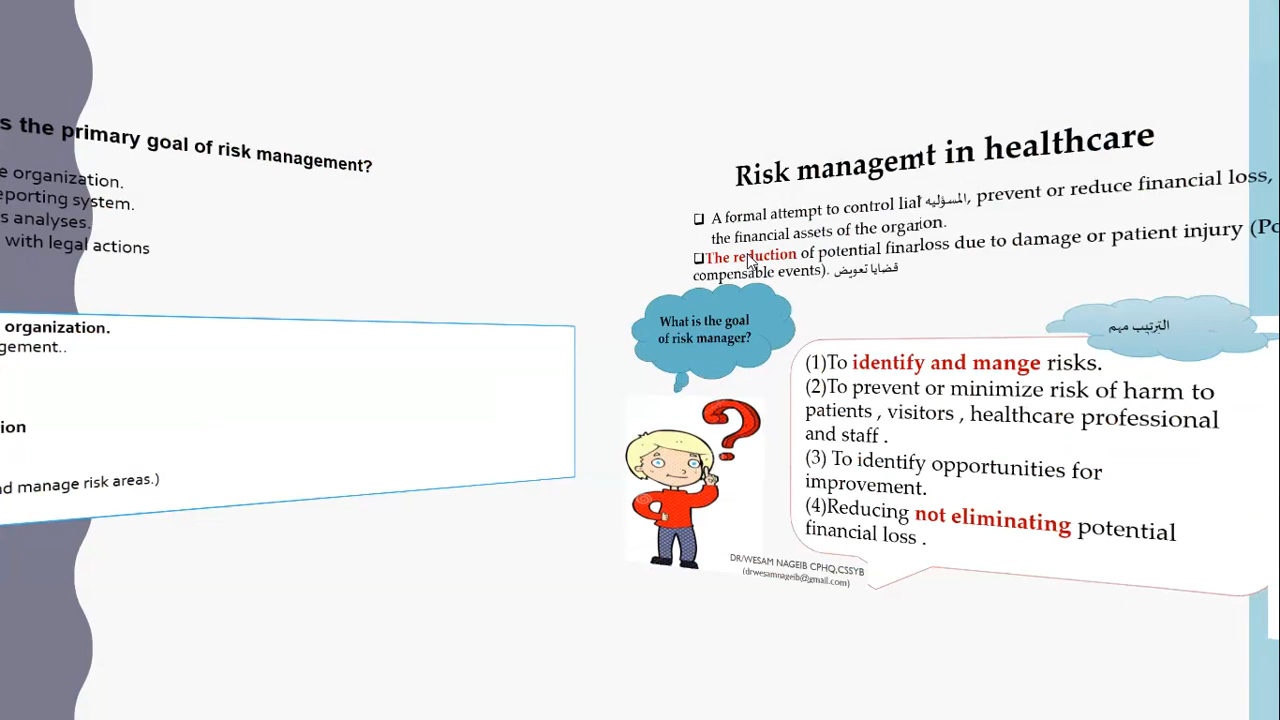 s the primary goal of risk management?
e organization.
eporting system.
s analyses.
with legal actions
organization.
gement..
ion
nd manage risk areas.)
Risk managemt in healthcare
A formal attempt to control lia المسؤليه, prevent or reduce financial loss,
the financial assets of the organion.
The reduction of potential finanloss due to damage or patient injury (Po
compensable events). قضايا تعويض
What is the goal
of risk manager?
الترتيب مهم
(1)To identify and mange risks.
(2)To prevent or minimize risk of harm to
patients , visitors , healthcare professional
and staff .
(3) To identify opportunities for
improvement.
(4)Reducing not eliminating potential
financial loss .
DR/WESAM NAGEIB CPHQ,CSSYB
(drwesamnageib@gmail.com)